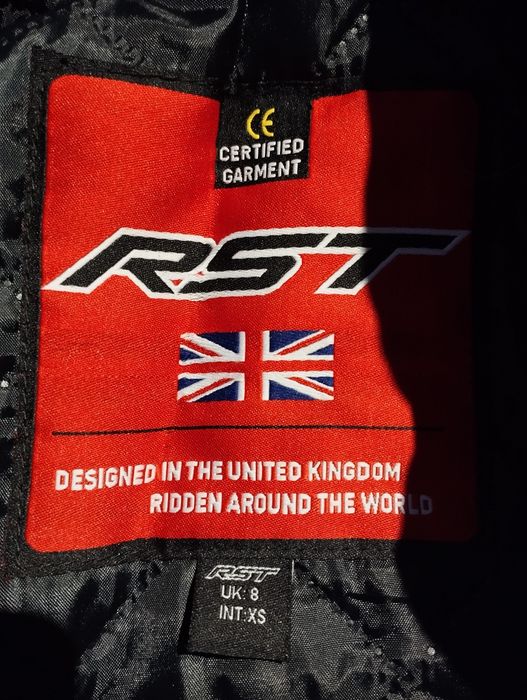 CE
CERTIFIED
GARMENT
RST
DESIGNED IN THE UNITED KINGDOM
RIDDEN AROUND THE WORLD
RST
UK: 8
INT:XS